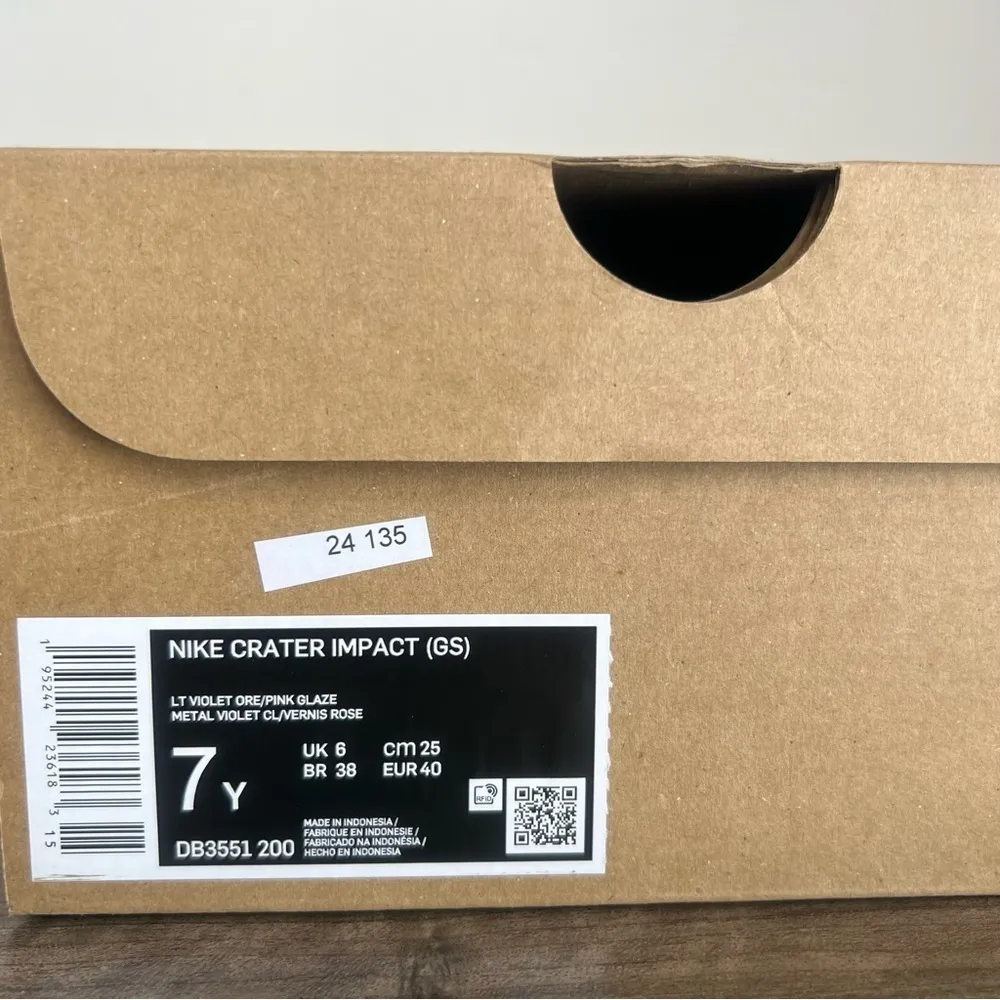 24 135
NIKE CRATER IMPACT (GS)
LT VIOLET ORE/PINK GLAZE
METAL VIOLET CL/VERNIS ROSE
7 Y
UK 6 cm 25
BR 38 EUR 40
RFID
DB3551 200
MADE IN INDONESIA /
FABRIQUE EN INDONESIE /
FABRICADO NA INDONÉSIA /
HECHO EN INDONESIA
1 95244 23618 3 15